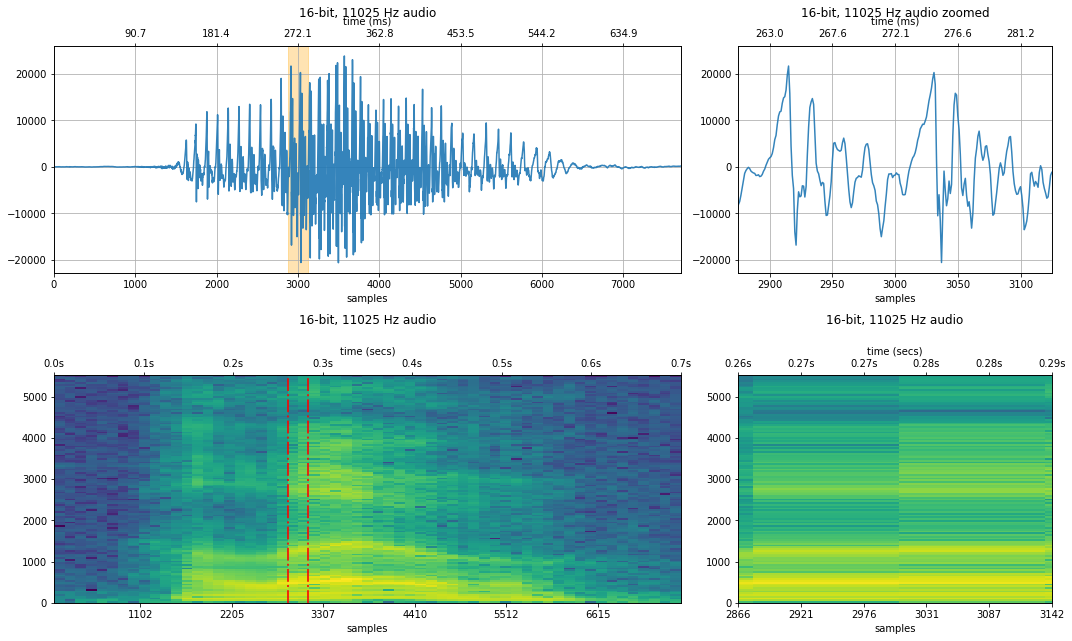 16-bit, 11025 Hz audio
time (ms)
90.7 181.4 272.1 362.8 453.5 544.2 634.9
20000
10000
0
−10000
−20000
0 1000 2000 3000 4000 5000 6000 7000
samples
16-bit, 11025 Hz audio zoomed
time (ms)
263.0 267.6 272.1 276.6 281.2
20000
10000
0
−10000
−20000
2900 2950 3000 3050 3100
samples
16-bit, 11025 Hz audio
time (secs)
0.0s 0.1s 0.2s 0.3s 0.4s 0.5s 0.6s 0.7s
5000
4000
3000
2000
1000
0
1102 2205 3307 4410 5512 6615
samples
16-bit, 11025 Hz audio
time (secs)
0.26s 0.27s 0.27s 0.28s 0.28s 0.29s
5000
4000
3000
2000
1000
0
2866 2921 2976 3031 3087 3142
samples